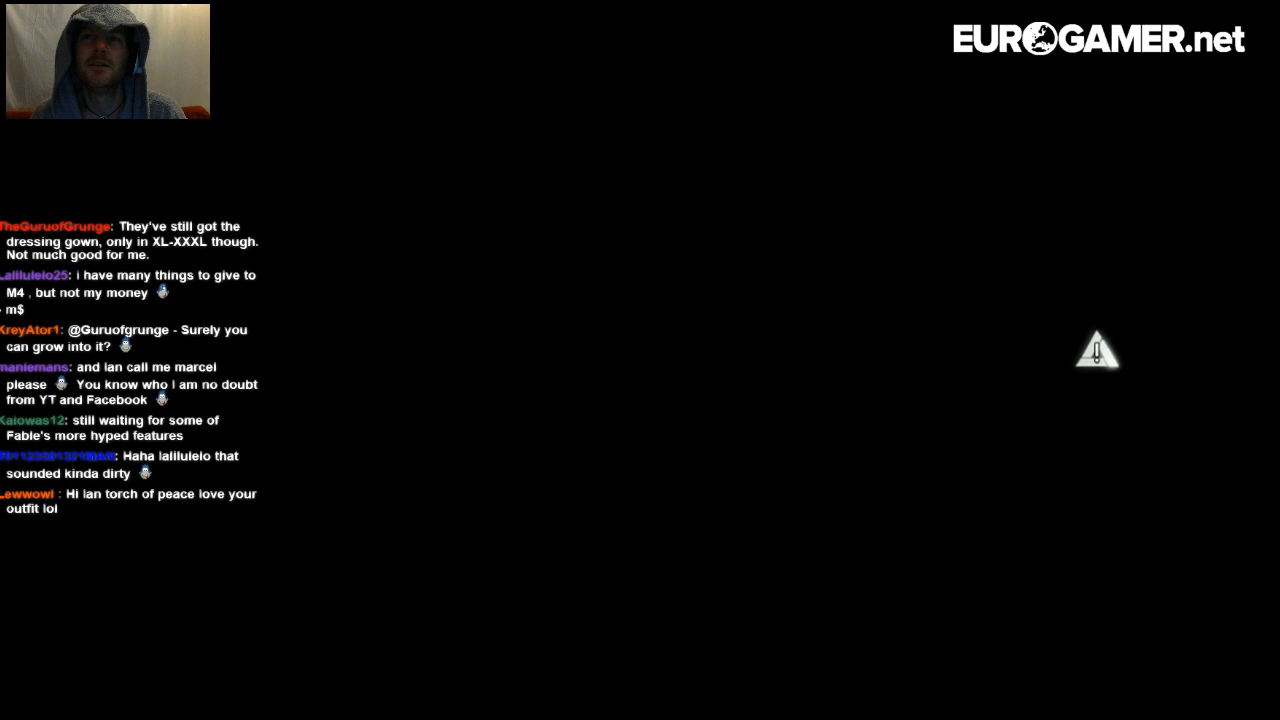 EUROGAMER.net
TheGuruofGrunge: They've still got the
dressing gown, only in XL-XXXL though.
Not much good for me.
Lalilulelo25: i have many things to give to
M4 , but not my money
m$
KreyAtor1: @Guruofgrunge - Surely you
can grow into it?
maniemans: and Ian call me marcel
please You know who I am no doubt
from YT and Facebook
Kaiowas12: still waiting for some of
Fable's more hyped features
: Haha lalilulelo that
sounded kinda dirty
Lewwowl : Hi Ian torch of peace love your
outfit lol